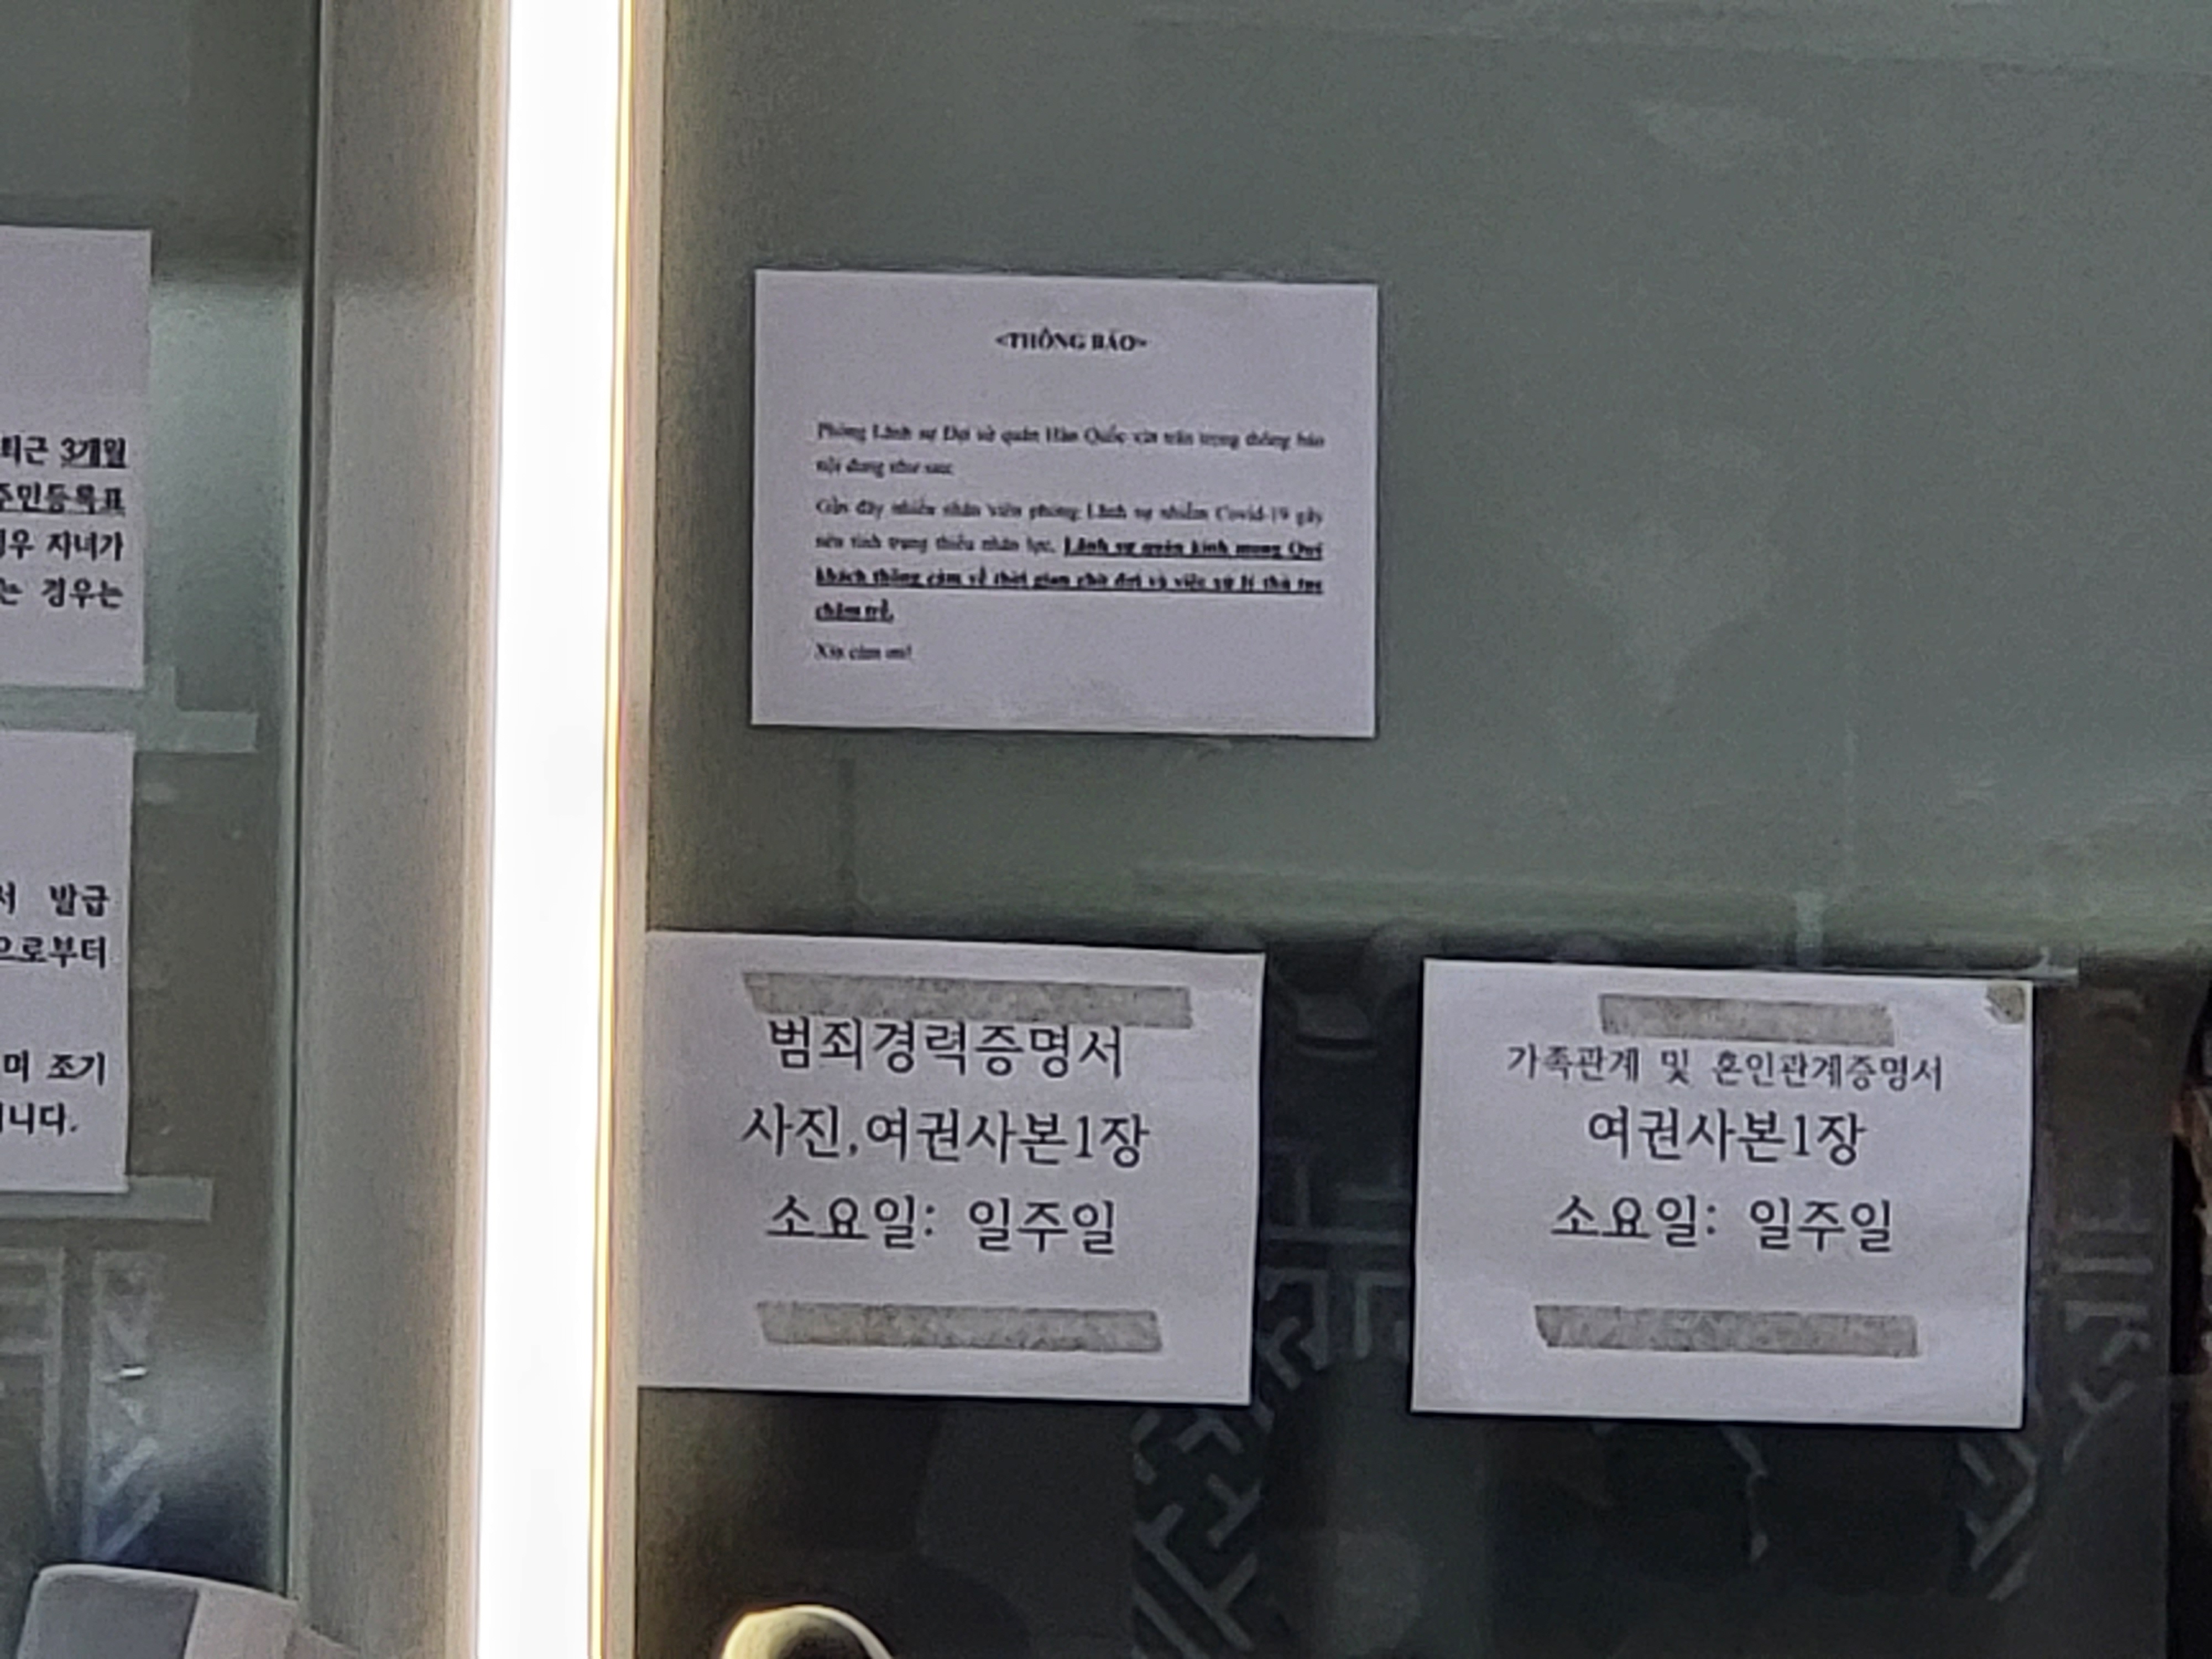 최근 3개월
주민등록표
경우 자녀가
는 경우는
서 발급
으로부터
며 조기
니다.
<THÔNG BÁO>
Phòng Lãnh sự Đại sứ quán Hàn Quốc xin trân trọng thông báo
nội dung như sau:
Gần đây nhiều nhân viên phòng Lãnh sự nhiễm Covid-19 gây
nên tình trạng thiếu nhân lực. Lãnh sự quán kính mong Quý
khách thông cảm về thời gian chờ đợi và việc xử lí thủ tục
chậm trễ.
Xin cảm ơn!
범죄경력증명서
사진,여권사본1장
소요일: 일주일
가족관계 및 혼인관계증명서
여권사본1장
소요일: 일주일